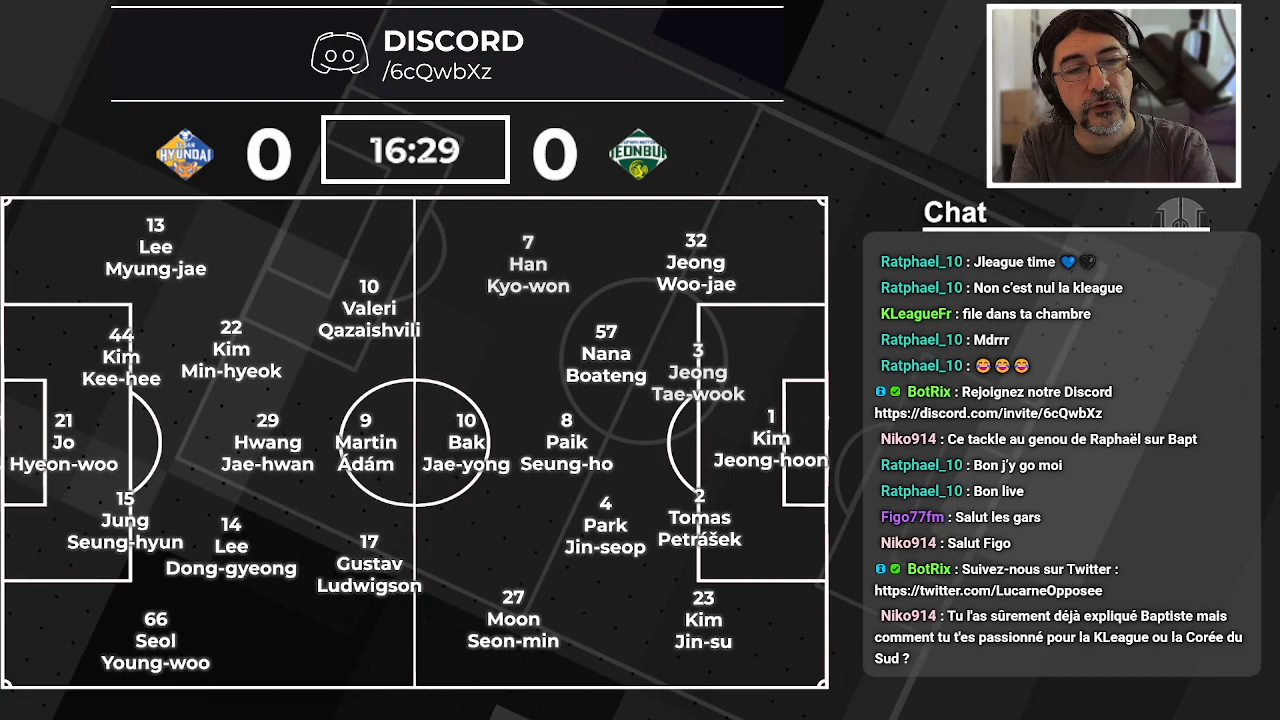 DISCORD
/6cQwbXz
HYUNDAI
0
16:29
0
13
Lee
Myung-jae
44
Kim
Kee-hee
22
Kim
Min-hyeok
10
Valeri
Qazaishvili
21
Jo
Hyeon-woo
29
Hwang
Jae-hwan
9
Martin
Ádám
15
Jung
Seung-hyun
14
Lee
Dong-gyeong
17
Gustav
Ludwigson
66
Seol
Young-woo
7
Han
Kyo-won
32
Jeong
Woo-jae
57
Nana
Boateng
3
Jeong
Tae-wook
10
Bak
Jae-yong
8
Paik
Seung-ho
1
Kim
Jeong-hoon
4
Park
Jin-seop
2
Tomas
Petrášek
27
Moon
Seon-min
23
Kim
Jin-su
Chat
Ratphael_10 : Jleague time 💙🖤
Ratphael_10 : Non c'est nul la kleague
KLeagueFr : file dans ta chambre
Ratphael_10 : Mdrrr
Ratphael_10 : 😂😂😂
BotRix : Rejoignez notre Discord
https://discord.com/invite/6cQwbXz
Niko914 : Ce tackle au genou de Raphaël sur Bapt
Ratphael_10 : Bon j'y go moi
Ratphael_10 : Bon live
Figo77fm : Salut les gars
Niko914 : Salut Figo
BotRix : Suivez-nous sur Twitter :
https://twitter.com/LucarneOpposee
Niko914 : Tu l'as sûrement déjà expliqué Baptiste mais
comment tu t'es passionné pour la KLeague ou la Corée du
Sud ?